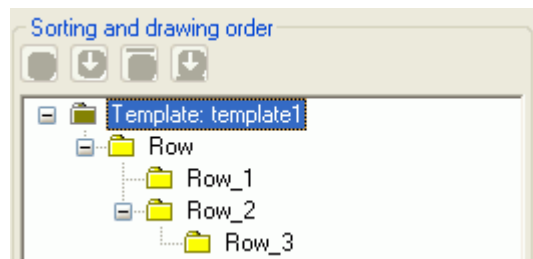 Sorting and drawing order
Template: template1
Row
Row_1
Row_2
Row_3